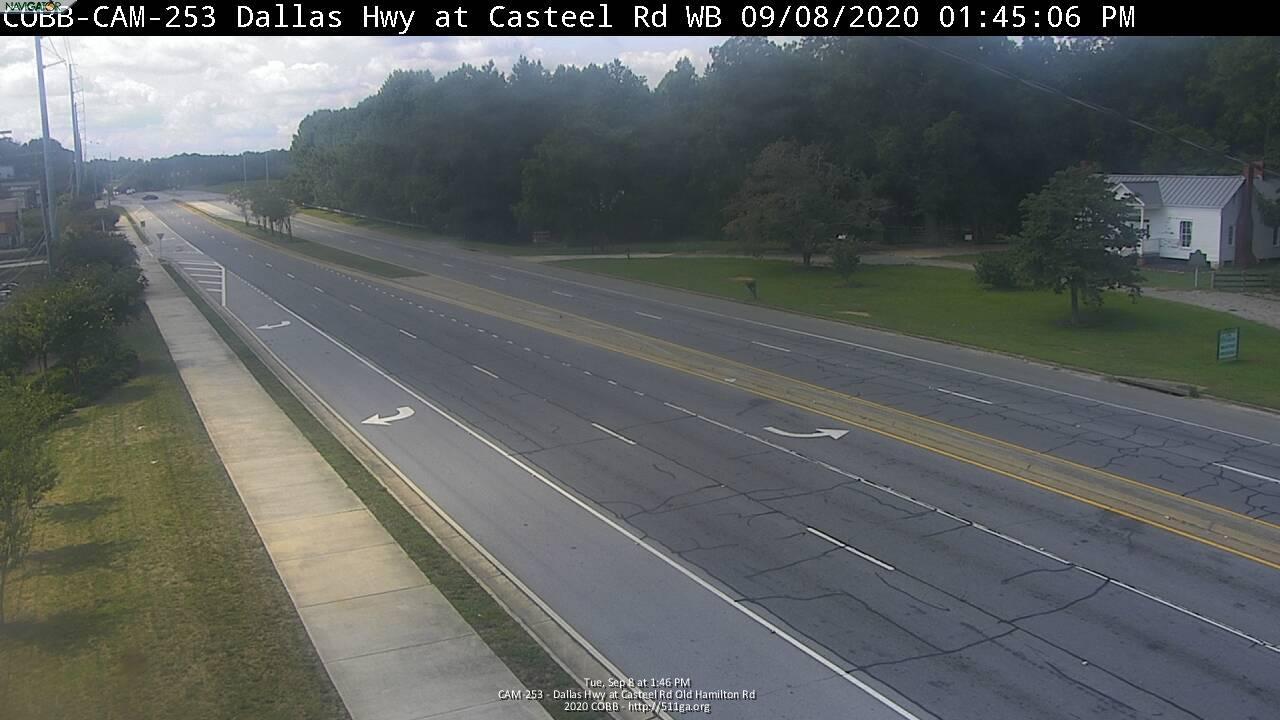 NAVIGATOR
COBB-CAM-253 Dallas Hwy at Casteel Rd WB 09/08/2020 01:45:06 PM
Tue, Sep 8 at 1:46 PM
CAM-253 - Dallas Hwy at Casteel Rd Old Hamilton Rd
2020 COBB - http://511ga.org